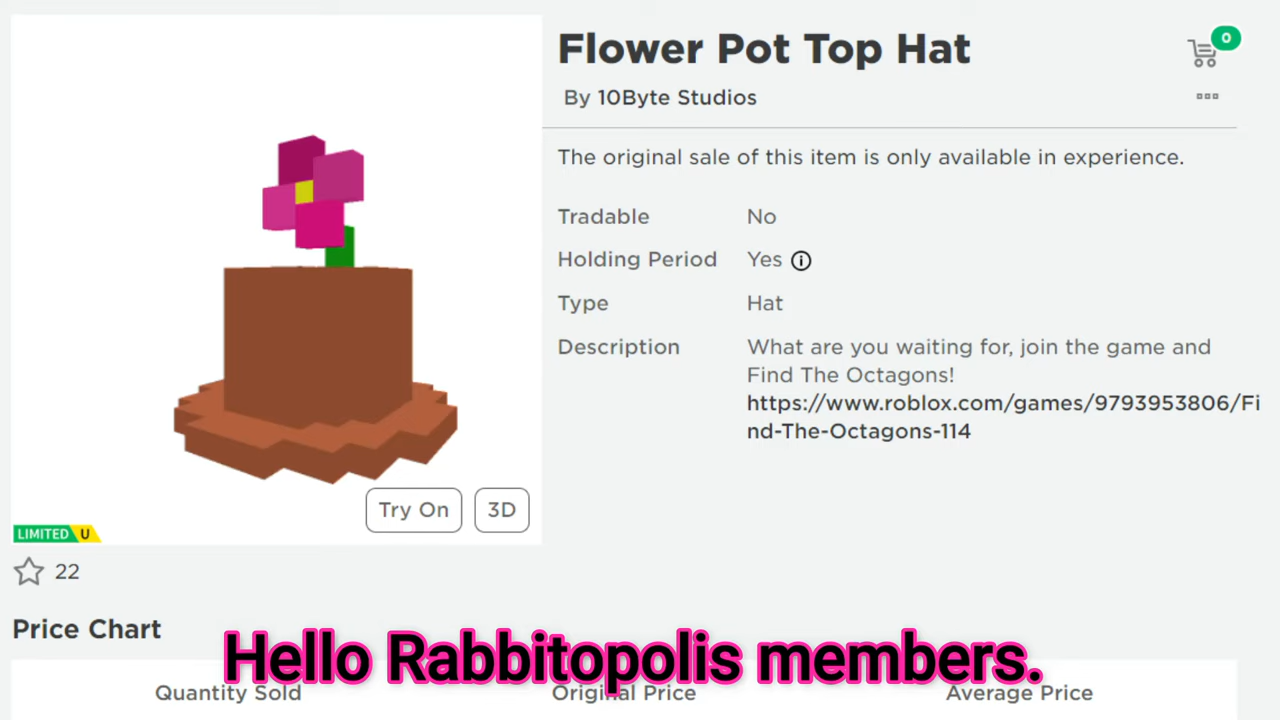 Flower Pot Top Hat
0
By 10Byte Studios
The original sale of this item is only available in experience.
Tradable No
Holding Period Yes
Type Hat
Description What are you waiting for, join the game and
Find The Octagons!
https://www.roblox.com/games/9793953806/Fi
nd-The-Octagons-114
Try On 3D
LIMITED U
22
Price Chart
Hello Rabbitopolis members.
Quantity Sold Original Price Average Price